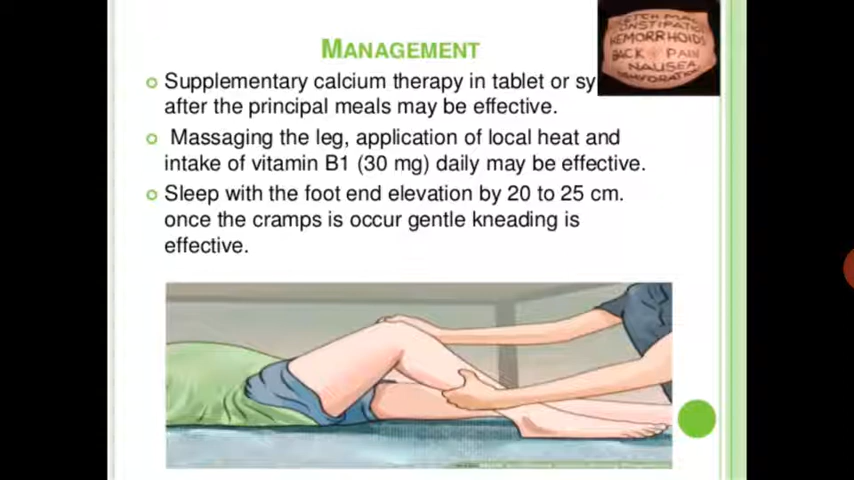 MANAGEMENT
Supplementary calcium therapy in tablet or sy
after the principal meals may be effective.
Massaging the leg, application of local heat and
intake of vitamin B1 (30 mg) daily may be effective.
Sleep with the foot end elevation by 20 to 25 cm.
once the cramps is occur gentle kneading is
effective.
HEMORRHOIDS
BACK PAIN
NAUSEA